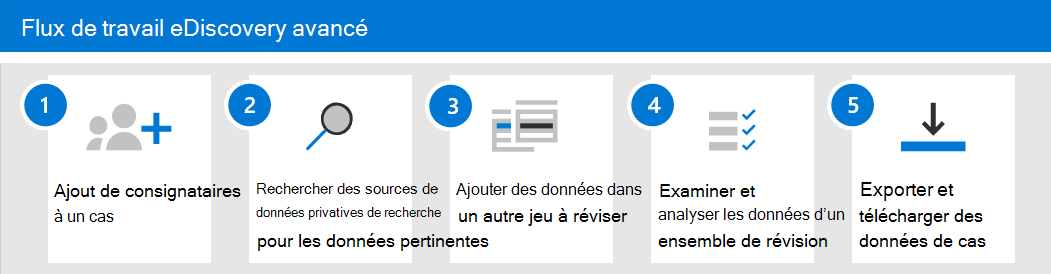 Flux de travail eDiscovery avancé
1
Ajout de consignataires
à un cas
2
Rechercher des sources de
données privatives de recherche
pour les données pertinentes
3
Ajouter des données dans
un autre jeu à réviser
4
Examiner et
analyser les données d'un
ensemble de révision
5
Exporter et
télécharger des
données de cas